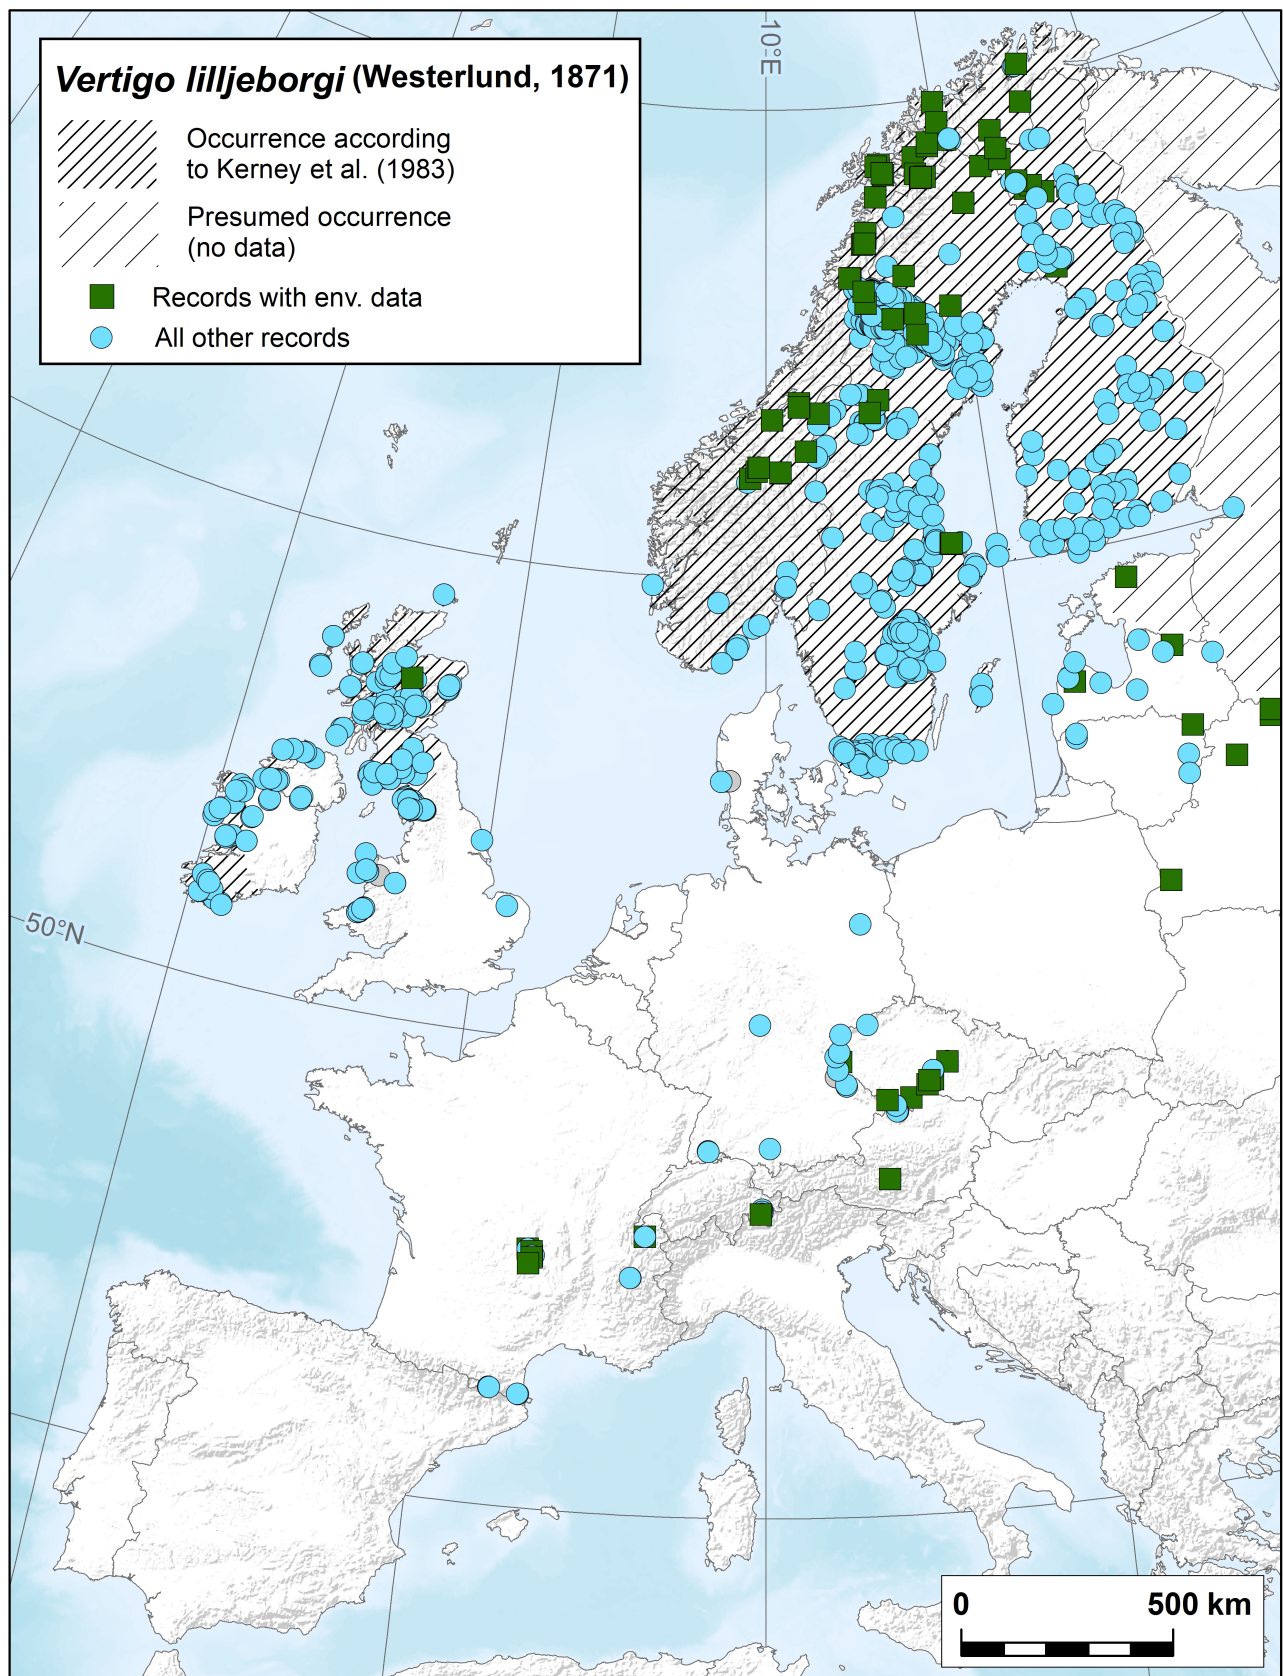 10°E
Vertigo lilljeborgi (Westerlund, 1871)
Occurrence according
to Kerney et al. (1983)
Presumed occurrence
(no data)
Records with env. data
All other records
50°N
0 500 km